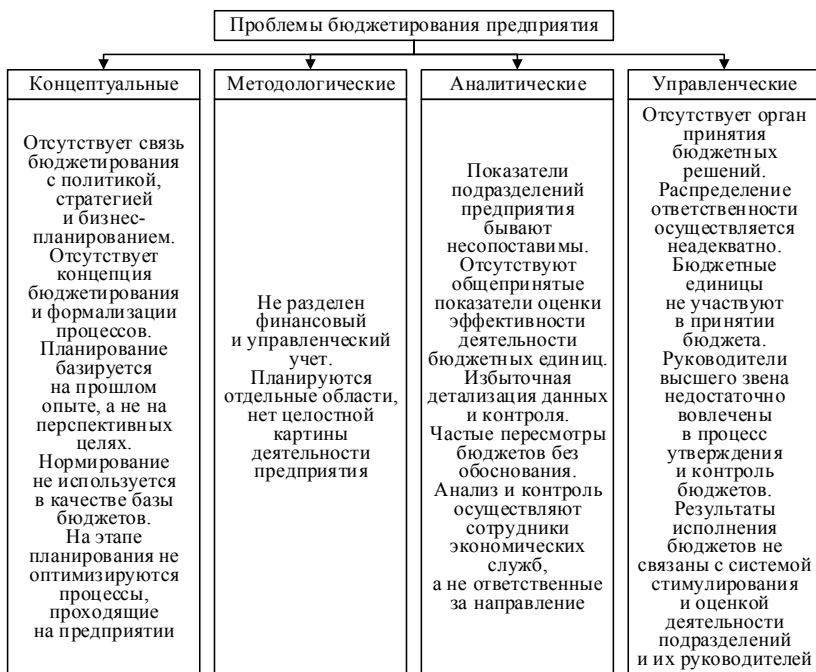 Проблемы бюджетирования предприятия
Концептуальные
Отсутствует связь
бюджетирования
с политикой,
стратегией
и бизнес-
планированием.
Отсутствует
концепция
бюджетирования
и формализации
процессов.
Планирование
базируется
на прошлом
опыте, а не на
перспективных
целях.
Нормирование
не используется
в качестве базы
бюджетов.
На этапе
планирования не
оптимизируются
процессы,
проходящие
на предприятии
Методологические
Не разделен
финансовый
и управленческий
учет.
Планируются
отдельные области,
нет целостной
картины
деятельности
предприятия
Аналитические
Показатели
подразделений
предприятия
бывают
несопоставимы.
Отсутствуют
общепринятые
показатели оценки
эффективности
деятельности
бюджетных единиц.
Избыточная
детализация данных
и контроля.
Частые пересмотры
бюджетов без
обоснования.
Анализ и контроль
осуществляют
сотрудники
экономических
служб,
а не ответственные
за направление
Управленческие
Отсутствует орган
принятия
бюджетных
решений.
Распределение
ответственности
осуществляется
неадекватно.
Бюджетные
единицы
не участвуют
в принятии
бюджета.
Руководители
высшего звена
недостаточно
вовлечены
в процесс
утверждения
и контроль
бюджетов.
Результаты
исполнения
бюджетов не
связаны с системой
стимулирования
и оценкой
деятельности
подразделений
и их руководителей